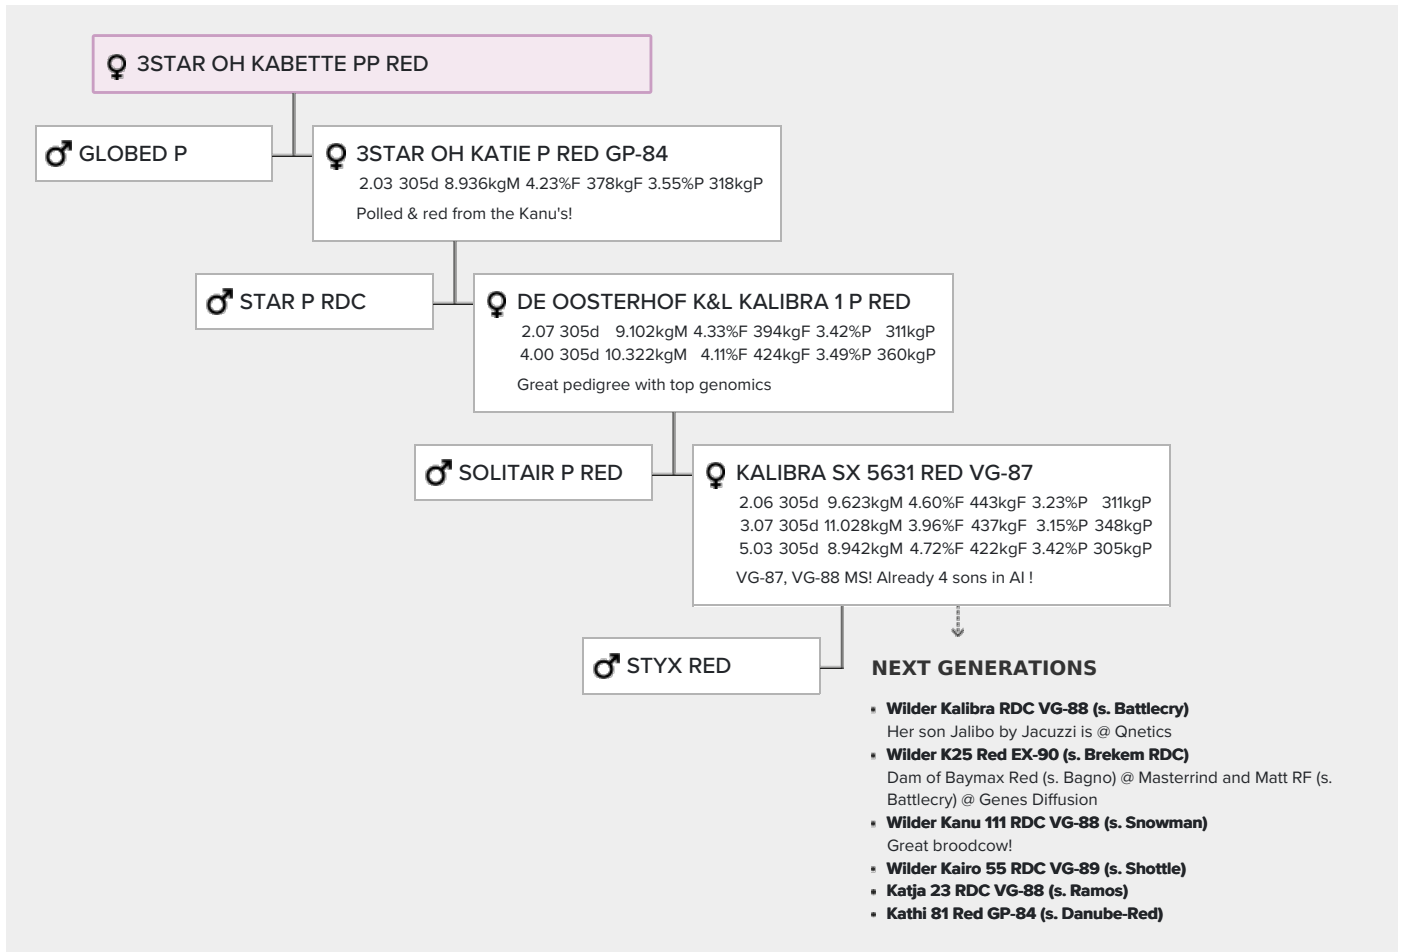 3STAR OH KABETTE PP RED
GLOBED P
3STAR OH KATIE P RED GP-84
2.03 305d 8.936kgM 4.23%F 378kgF 3.55%P 318kgP
Polled & red from the Kanu's!
STAR P RDC
DE OOSTERHOF K&L KALIBRA 1 P RED
2.07 305d 9.102kgM 4.33%F 394kgF 3.42%P 311kgP
4.00 305d 10.322kgM 4.11%F 424kgF 3.49%P 360kgP
Great pedigree with top genomics
SOLITAIR P RED
KALIBRA SX 5631 RED VG-87
2.06 305d 9.623kgM 4.60%F 443kgF 3.23%P 311kgP
3.07 305d 11.028kgM 3.96%F 437kgF 3.15%P 348kgP
5.03 305d 8.942kgM 4.72%F 422kgF 3.42%P 305kgP
VG-87, VG-88 MS! Already 4 sons in AI !
STYX RED
NEXT GENERATIONS
Wilder Kalibra RDC VG-88 (s. Battlecry)
Her son Jalibo by Jacuzzi is @ Qnetics
Wilder K25 Red EX-90 (s. Brekem RDC)
Dam of Baymax Red (s. Bagno) @ Masterrind and Matt RF (s.
Battlecry) @ Genes Diffusion
Wilder Kanu 111 RDC VG-88 (s. Snowman)
Great broodcow!
Wilder Kairo 55 RDC VG-89 (s. Shottle)
Katja 23 RDC VG-88 (s. Ramos)
Kathi 81 Red GP-84 (s. Danube-Red)